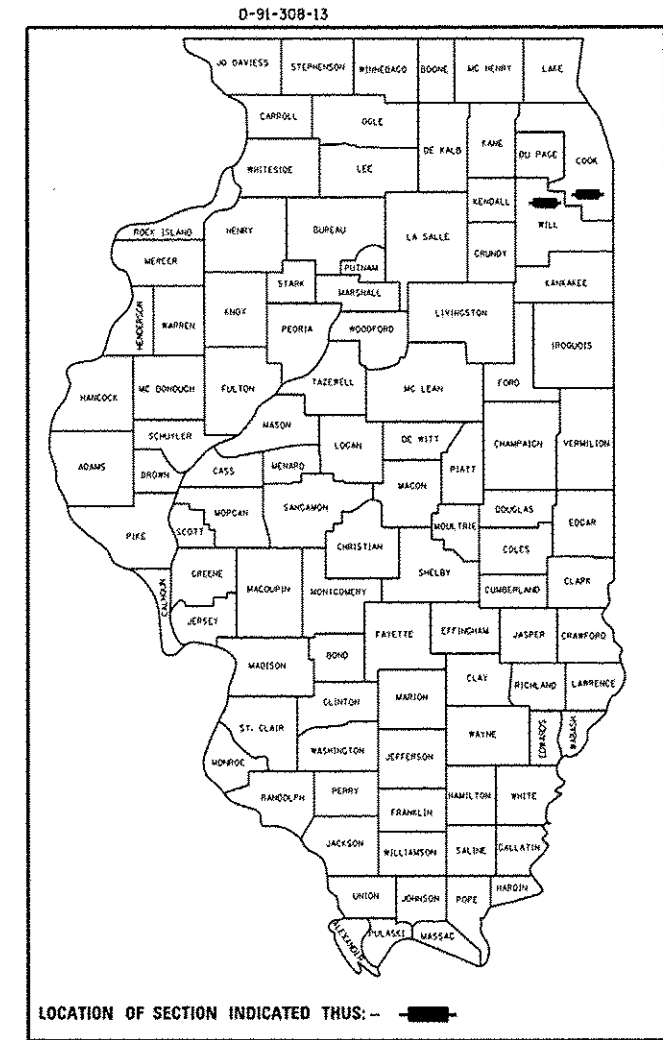 D-91-308-13
JO DAVIESS STEPHENSON WINNEBAGO BOONE MC HENRY LAKE
CARROLL OGLE DE KALB KANE DU PAGE COOK
WHITESIDE LEE KENDALL WILL
ROCK ISLAND HENRY BUREAU LA SALLE GRUNDY
MERCER PUTNAM KANKAKEE
HENDERSON WARREN KNOX STARK MARSHALL LIVINGSTON
PEORIA WOODFORD IROQUOIS
HANCOCK MC DONOUGH FULTON TAZEWELL MC LEAN FORD
SCHUYLER MASON LOGAN DE WITT CHAMPAIGN VERMILION
ADAMS BROWN CASS MENARD MACON PIATT
PIKE SCOTT MORGAN SANGAMON CHRISTIAN MOULTRIE DOUGLAS EDGAR
COLES
CALHOUN GREENE MACOUPIN MONTGOMERY SHELBY CUMBERLAND CLARK
JERSEY FAYETTE EFFINGHAM JASPER CRAWFORD
MADISON BOND CLAY RICHLAND LAWRENCE
CLINTON MARION
ST. CLAIR WAYNE EDWARDS WABASH
MONROE WASHINGTON JEFFERSON
RANDOLPH PERRY HAMILTON WHITE
FRANKLIN
JACKSON WILLIAMSON SALINE GALLATIN
UNION JOHNSON POPE HARDIN
ALEXANDER PULASKI MASSAC
LOCATION OF SECTION INDICATED THUS: -